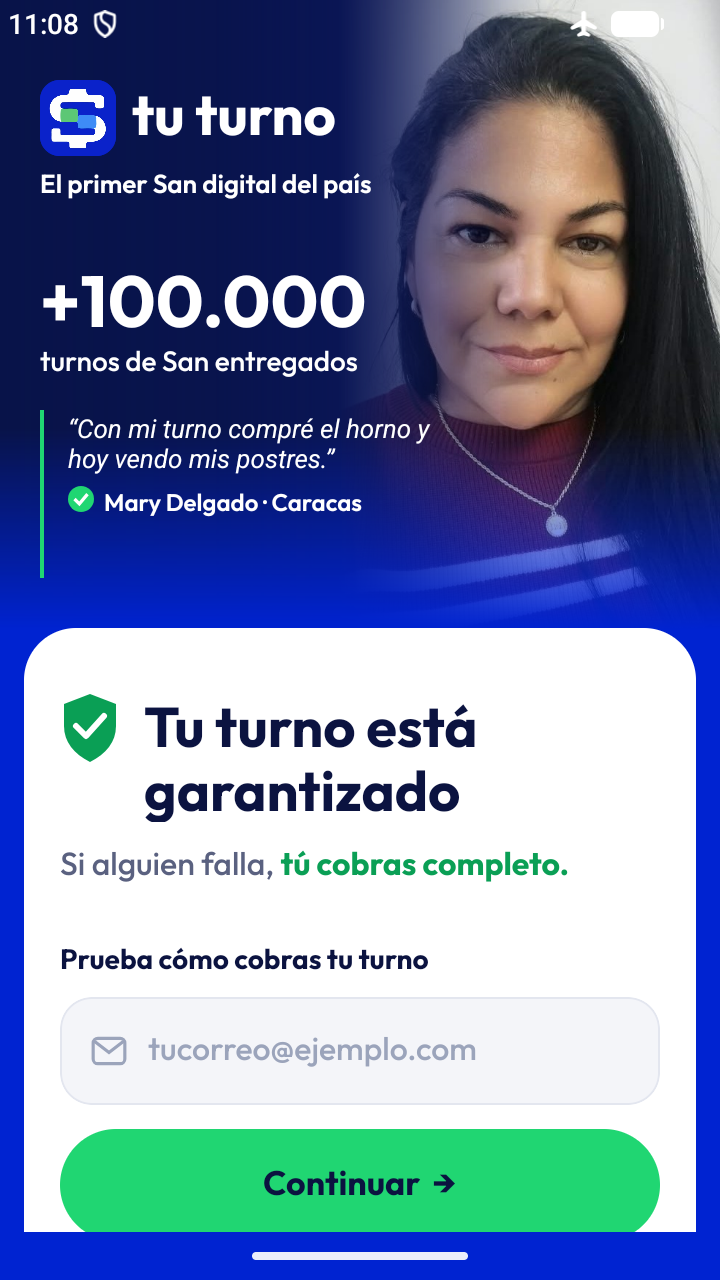 11:08
tu turno
El primer San digital del país
+100.000
turnos de San entregados
“Con mi turno compré el horno y
hoy vendo mis postres.”
Mary Delgado · Caracas
Tu turno está
garantizado
Si alguien falla, tú cobras completo.
Prueba cómo cobras tu turno
tucorreo@ejemplo.com
Continuar →